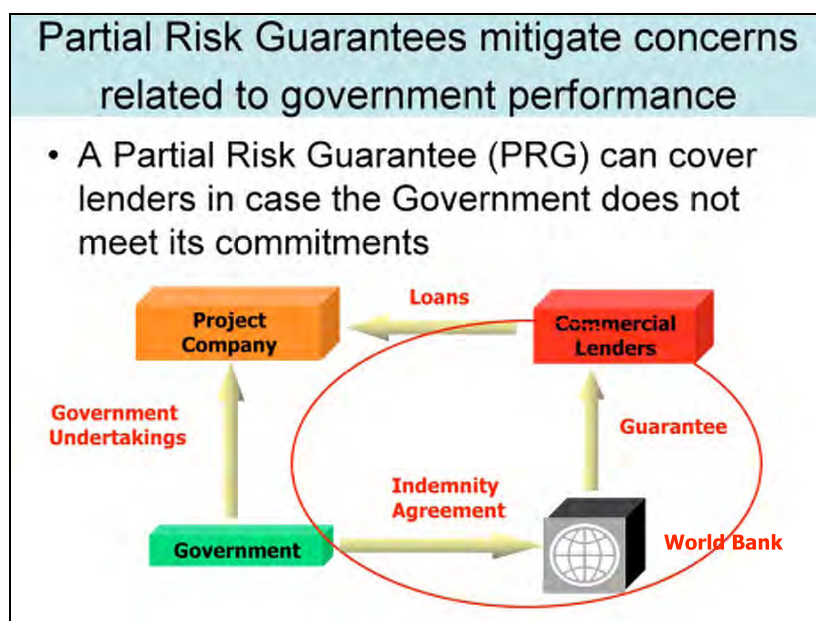 Partial Risk Guarantees mitigate concerns
related to government performance
• A Partial Risk Guarantee (PRG) can cover
lenders in case the Government does not
meet its commitments
Loans
Project
Company
Commercial
Lenders
Government
Undertakings
Guarantee
Indemnity
Agreement
Government
World Bank